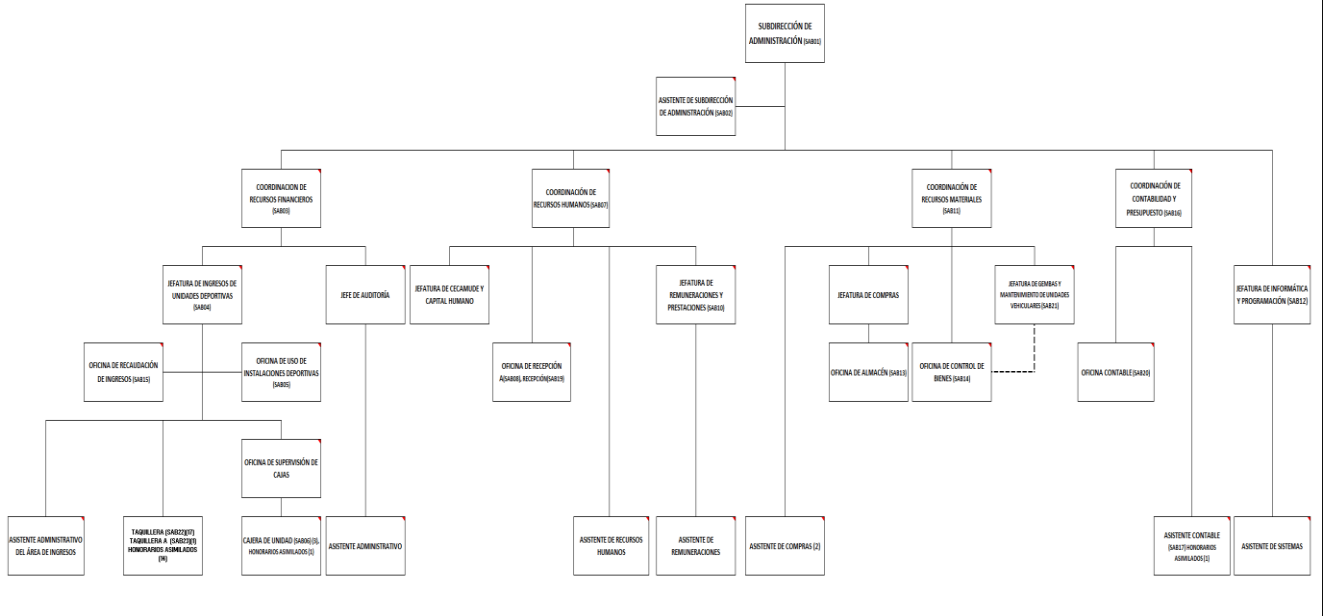 SUBDIRECCIÓN DE
ADMINISTRACIÓN (SAB01)
ASISTENTE DE SUBDIRECCIÓN
DE ADMINISTRACIÓN (SAB02)
COORDINACION DE
RECURSOS FINANCIEROS
(SAB03)
COORDINACIÓN DE
RECURSOS HUMANOS (SAB07)
COORDINACIÓN DE
RECURSOS MATERIALES
(SAB11)
COORDINACIÓN DE
CONTABILIDAD Y
PRESUPUESTO (SAB16)
JEFATURA DE INGRESOS DE
UNIDADES DEPORTIVAS
(SAB04)
JEFE DE AUDITORÍA
JEFATURA DE CECAMUDE Y
CAPITAL HUMANO
JEFATURA DE
REMUNERACIONES Y
PRESTACIONES (SAB10)
JEFATURA DE COMPRAS
JEFATURA DE GEMBAS Y
MANTENIMIENTO DE UNIDADES
VEHICULARES (SAB21)
JEFATURA DE INFORMÁTICA
Y PROGRAMACIÓN (SAB12)
OFICINA DE RECAUDACIÓN
DE INGRESOS (SAB15)
OFICINA DE USO DE
INSTALACIONES DEPORTIVAS
(SAB05)
OFICINA DE RECEPCIÓN
A(SAB08), RECEPCIÓN(SAB19)
OFICINA DE ALMACÉN (SAB13)
OFICINA DE CONTROL DE
BIENES (SAB14)
OFICINA CONTABLE (SAB20)
OFICINA DE SUPERVISIÓN DE
CAJAS
ASISTENTE ADMINISTRATIVO
DEL ÁREA DE INGRESOS
TAQUILLERA (SAB22)(17)
TAQUILLERA A (SAB23)(1)
HONORARIOS ASIMILADOS
(36)
CAJERA DE UNIDAD (SAB06) (3),
HONORARIOS ASIMILADOS (1)
ASISTENTE ADMINISTRATIVO
ASISTENTE DE RECURSOS
HUMANOS
ASISTENTE DE
REMUNERACIONES
ASISTENTE DE COMPRAS (2)
ASISTENTE CONTABLE
(SAB17) HONORARIOS
ASIMILADOS (1)
ASISTENTE DE SISTEMAS